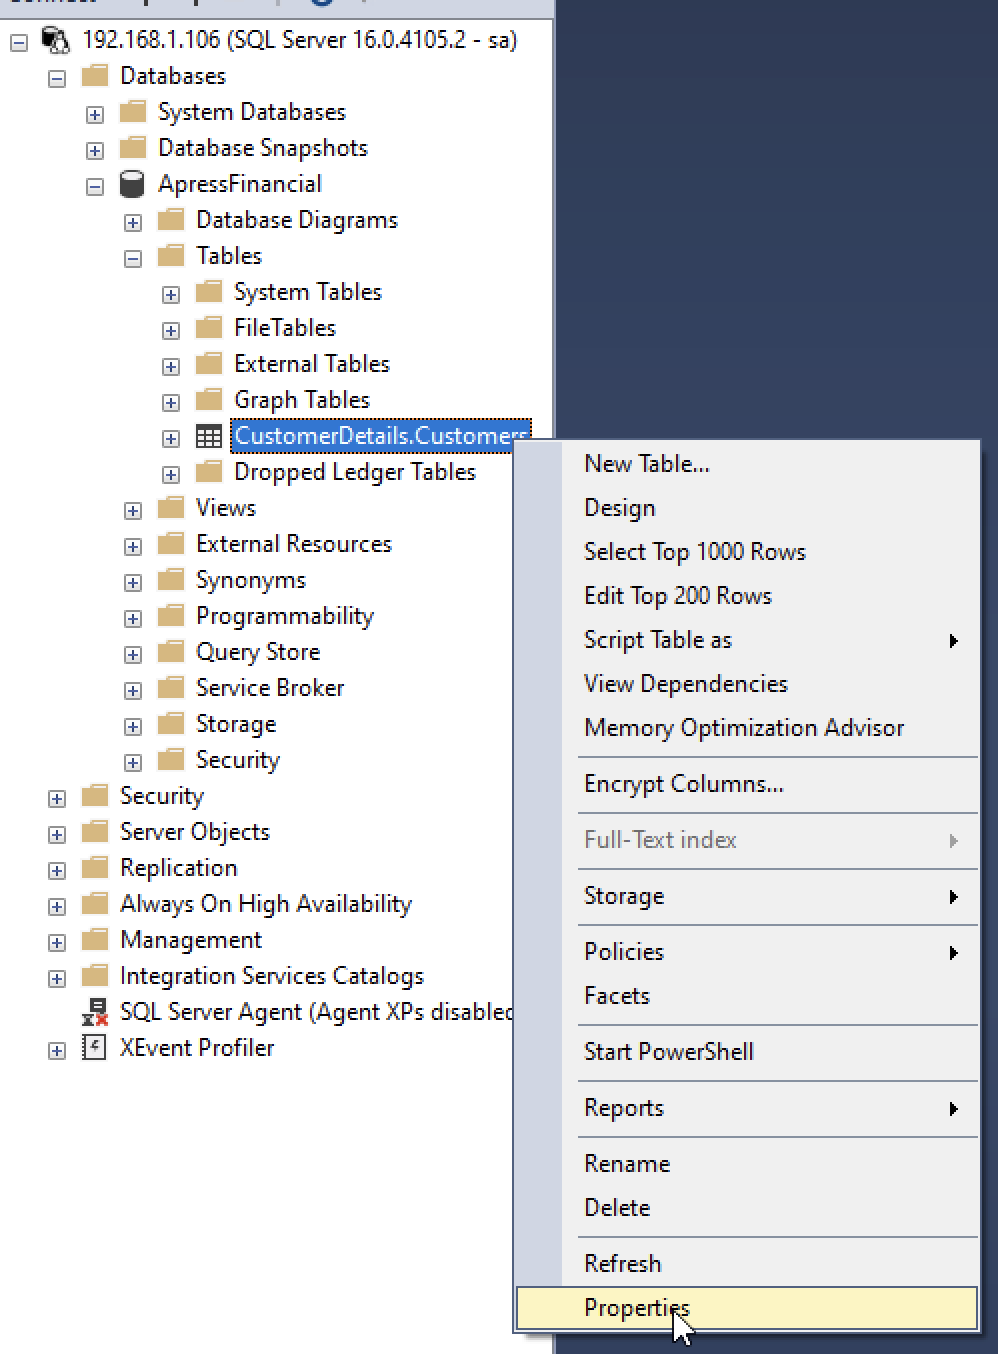 192.168.1.106 (SQL Server 16.0.4105.2 - sa)
Databases
System Databases
Database Snapshots
ApressFinancial
Database Diagrams
Tables
System Tables
FileTables
External Tables
Graph Tables
CustomerDetails.Customers
Dropped Ledger Tables
Views
External Resources
Synonyms
Programmability
Query Store
Service Broker
Storage
Security
Security
Server Objects
Replication
Always On High Availability
Management
Integration Services Catalogs
SQL Server Agent (Agent XPs disabled
XEvent Profiler
New Table...
Design
Select Top 1000 Rows
Edit Top 200 Rows
Script Table as
View Dependencies
Memory Optimization Advisor
Encrypt Columns...
Full-Text index
Storage
Policies
Facets
Start PowerShell
Reports
Rename
Delete
Refresh
Properties